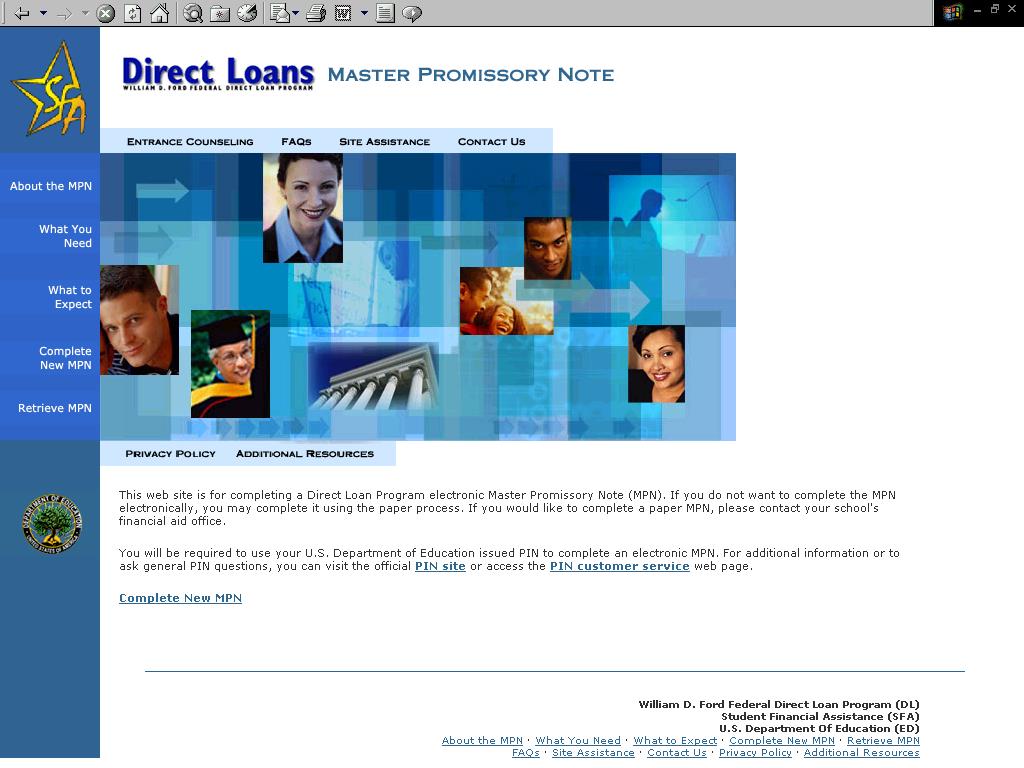 SFA
Direct Loans
WILLIAM D. FORD FEDERAL DIRECT LOAN PROGRAM
MASTER PROMISSORY NOTE
ENTRANCE COUNSELING FAQs SITE ASSISTANCE CONTACT US
About the MPN
What You
Need
What to
Expect
Complete
New MPN
Retrieve MPN
PRIVACY POLICY ADDITIONAL RESOURCES
DEPARTMENT OF EDUCATION
UNITED STATES OF AMERICA
This web site is for completing a Direct Loan Program electronic Master Promissory Note (MPN). If you do not want to complete the MPN
electronically, you may complete it using the paper process. If you would like to complete a paper MPN, please contact your school's
financial aid office.
You will be required to use your U.S. Department of Education issued PIN to complete an electronic MPN. For additional information or to
ask general PIN questions, you can visit the official PIN site or access the PIN customer service web page.
Complete New MPN
William D. Ford Federal Direct Loan Program (DL)
Student Financial Assistance (SFA)
U.S. Department Of Education (ED)
About the MPN · What You Need · What to Expect · Complete New MPN · Retrieve MPN
FAQs · Site Assistance · Contact Us · Privacy Policy · Additional Resources